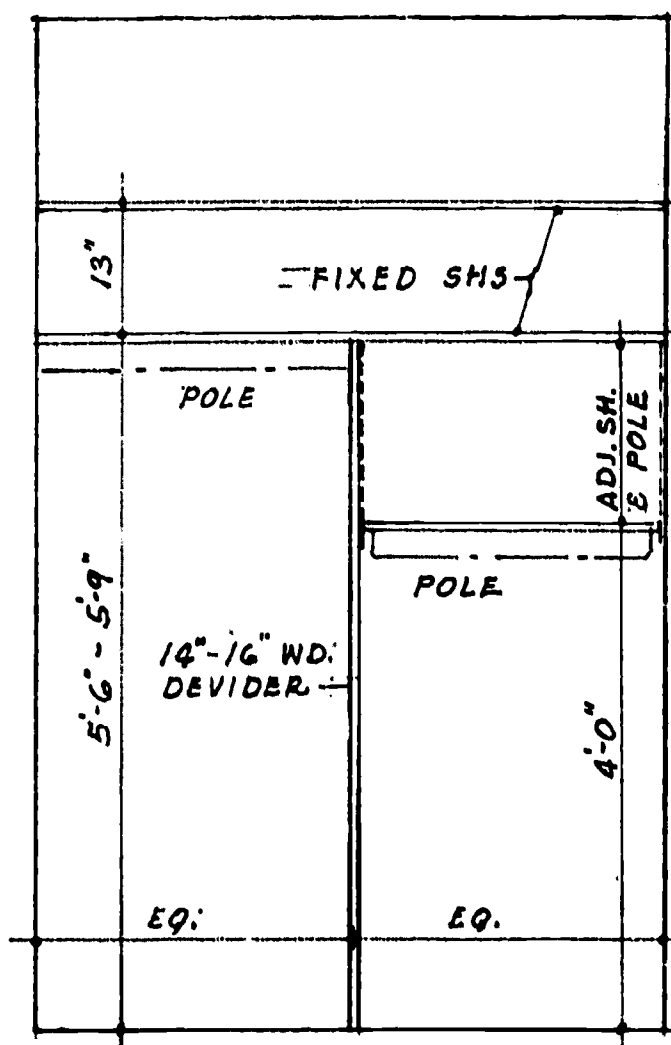 13"
FIXED SHS
POLE
ADJ. SH.
& POLE
POLE
5'-6" - 5'-9"
14"-16" WD.
DEVIDER
4'-0"
EQ.
EQ.